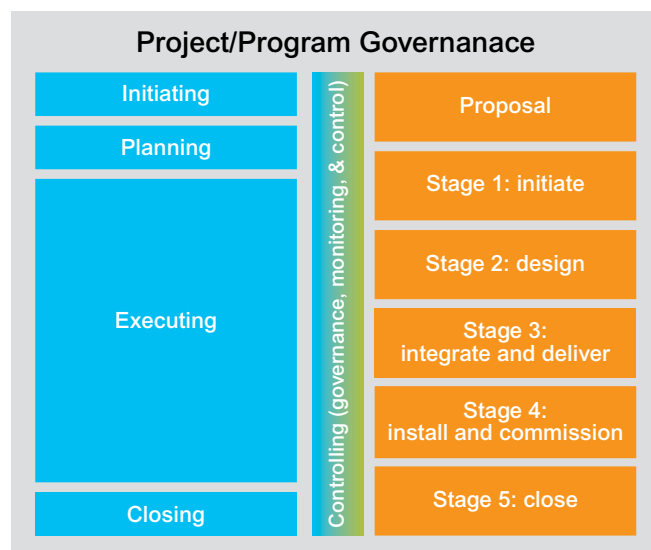 Project/Program Governanace
Initiating
Planning
Executing
Closing
Controlling (governance, monitoring, & control)
Proposal
Stage 1: initiate
Stage 2: design
Stage 3:
integrate and deliver
Stage 4:
install and commission
Stage 5: close